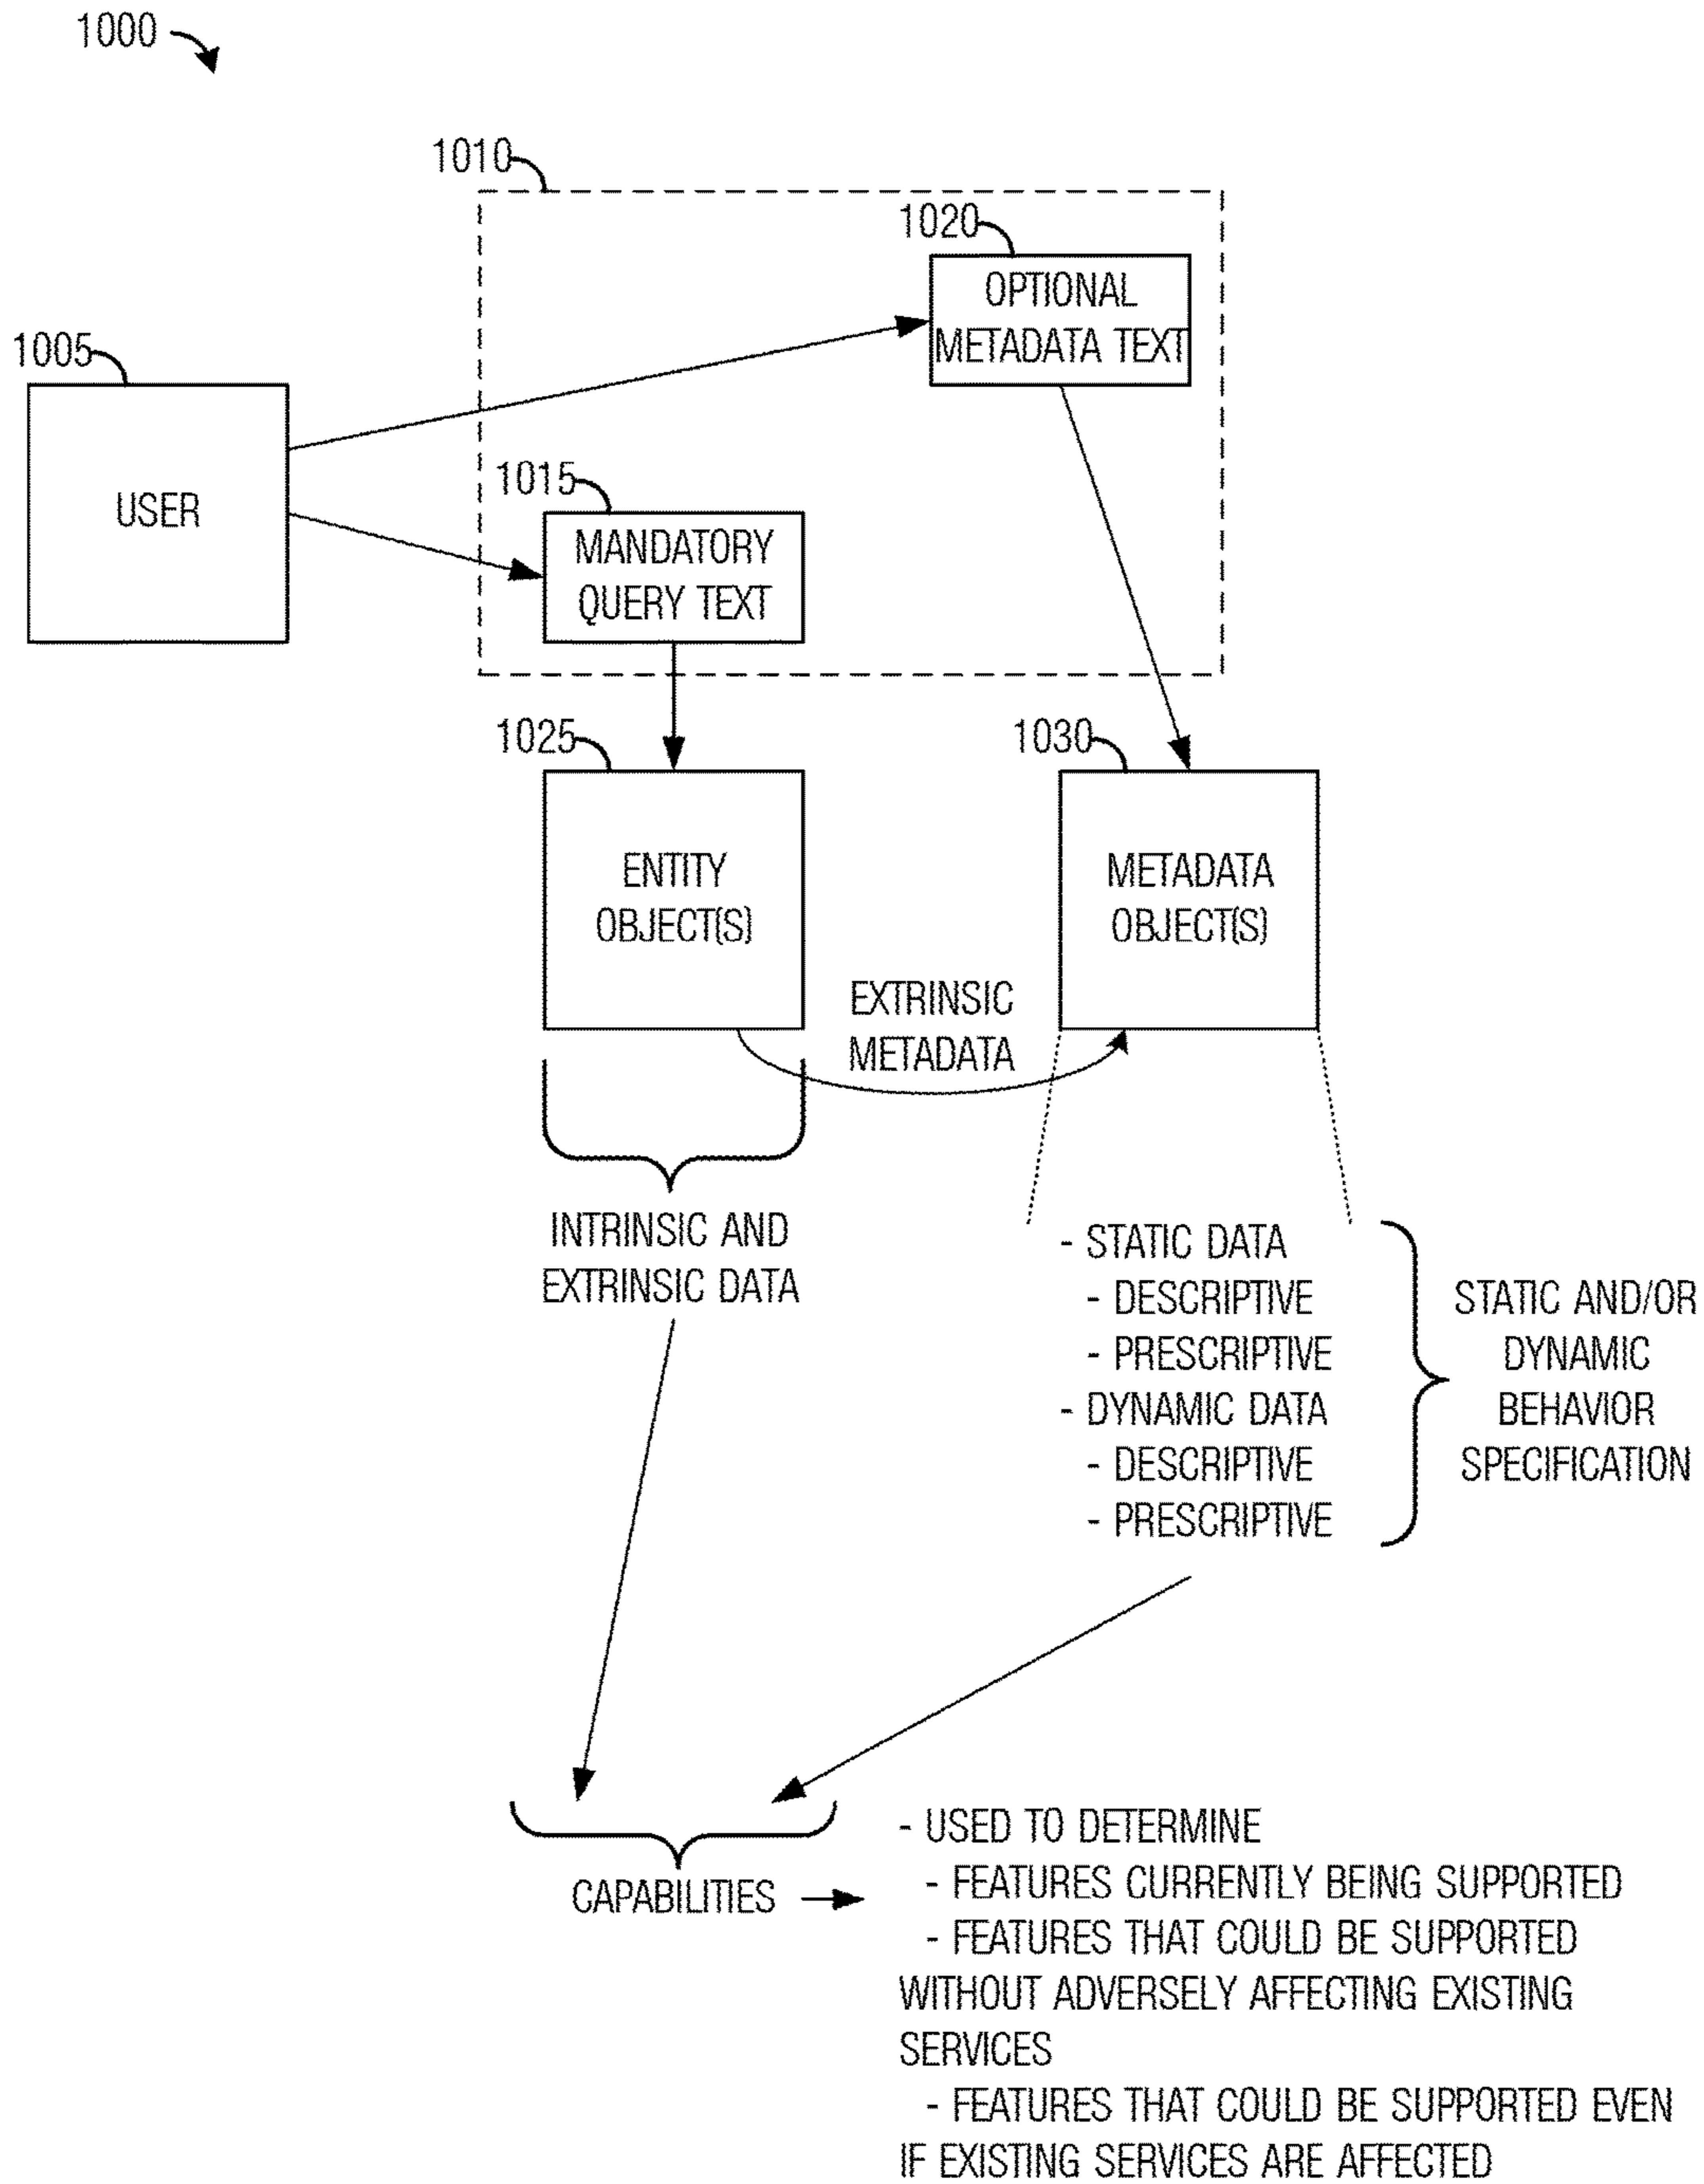 1000
1010
1020
OPTIONAL
METADATA TEXT
1005
USER
1015
MANDATORY
QUERY TEXT
1025
ENTITY
OBJECT(S)
1030
METADATA
OBJECT(S)
EXTRINSIC
METADATA
INTRINSIC AND
EXTRINSIC DATA
- STATIC DATA
- DESCRIPTIVE
- PRESCRIPTIVE
- DYNAMIC DATA
- DESCRIPTIVE
- PRESCRIPTIVE
STATIC AND/OR
DYNAMIC
BEHAVIOR
SPECIFICATION
CAPABILITIES
- USED TO DETERMINE
- FEATURES CURRENTLY BEING SUPPORTED
- FEATURES THAT COULD BE SUPPORTED
WITHOUT ADVERSELY AFFECTING EXISTING
SERVICES
- FEATURES THAT COULD BE SUPPORTED EVEN
IF EXISTING SERVICES ARE AFFECTED